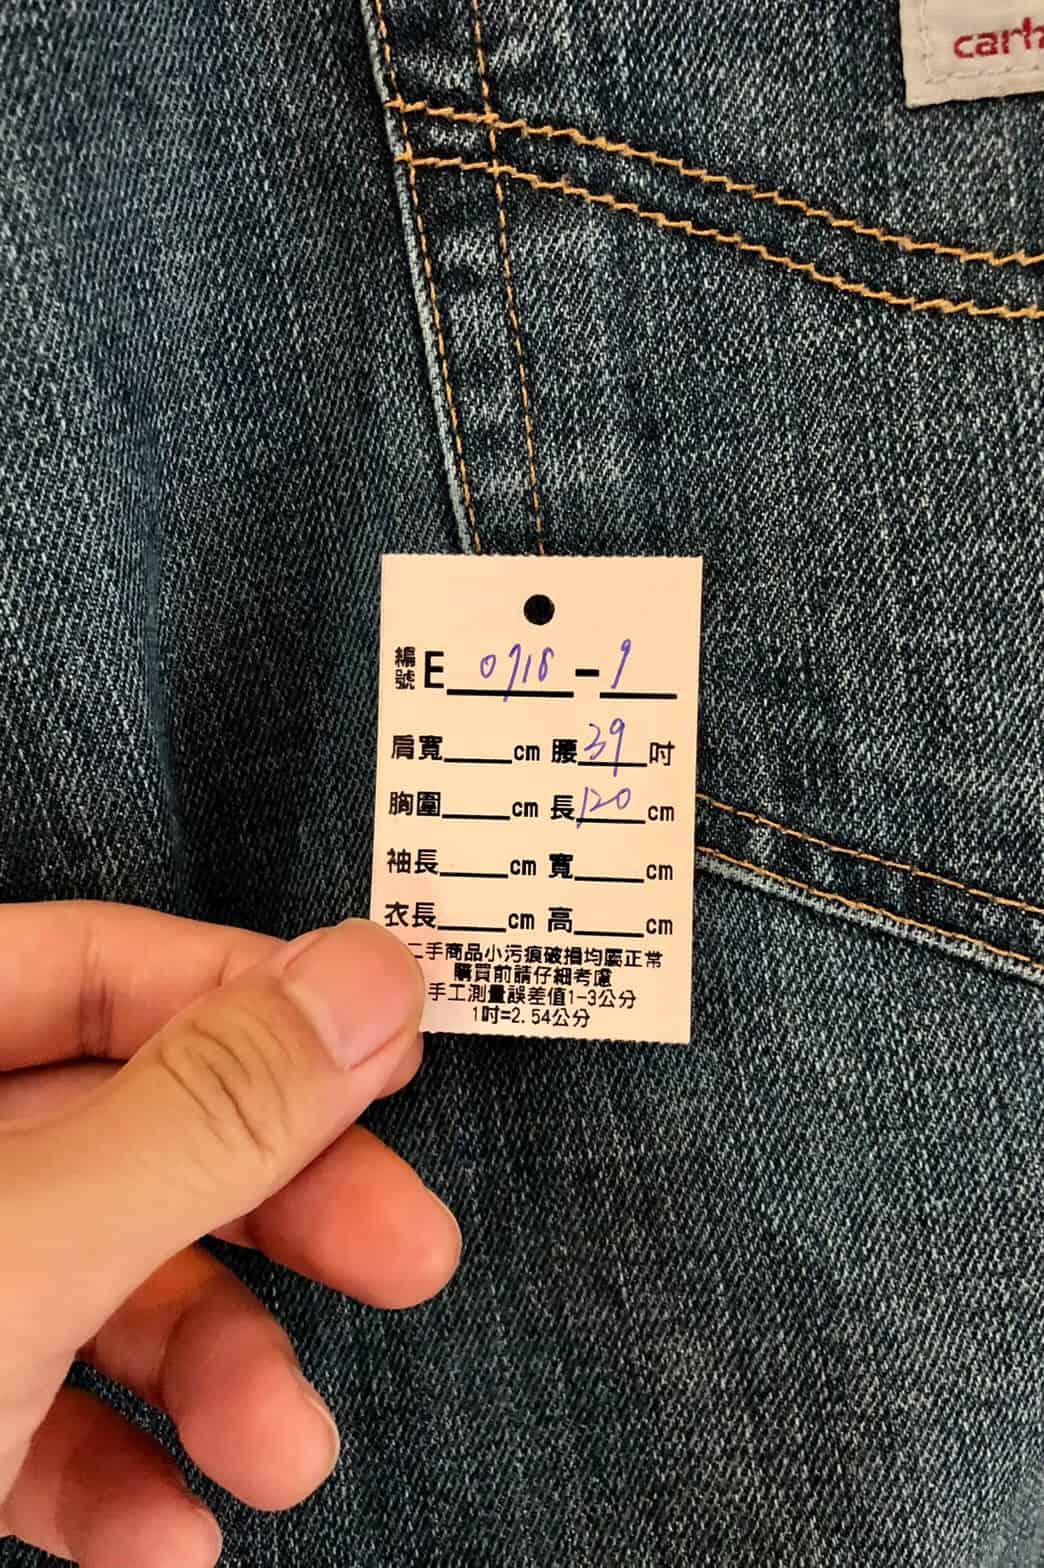 carh
編號 E 0718-9
肩寬 cm 腰 39 吋
胸圍 cm 長 120 cm
袖長 cm 寬 cm
衣長 cm 高 cm
二手商品小污痕破損均屬正常
購買前請仔細考慮
手工測量誤差值1-3公分
1吋=2.54公分